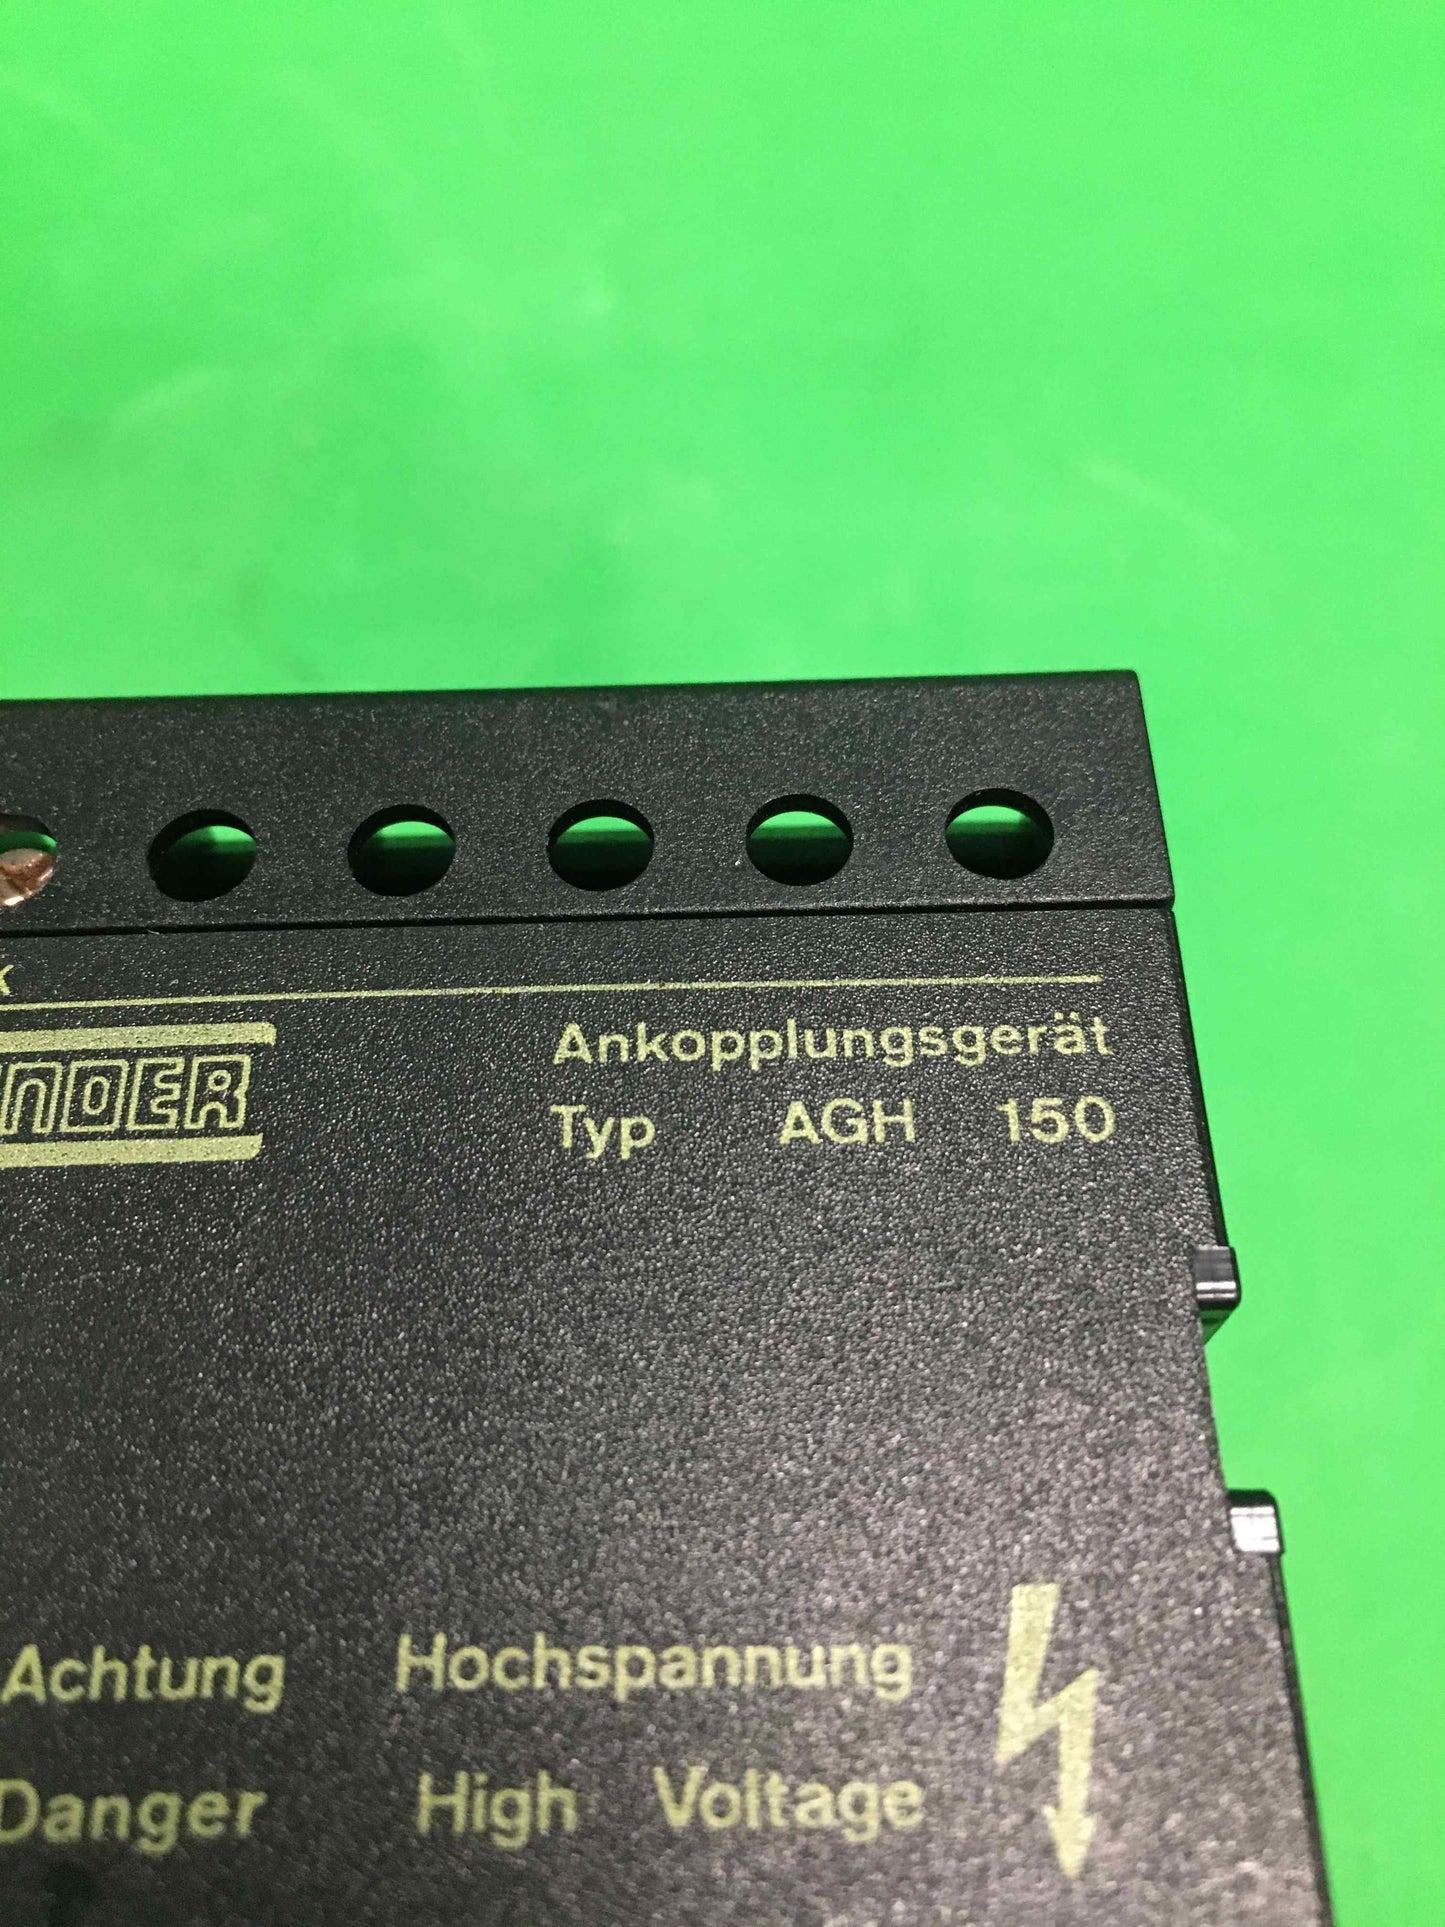 Ankopplungsgerät
Typ AGH 150
Achtung Hochspannung
Danger High Voltage